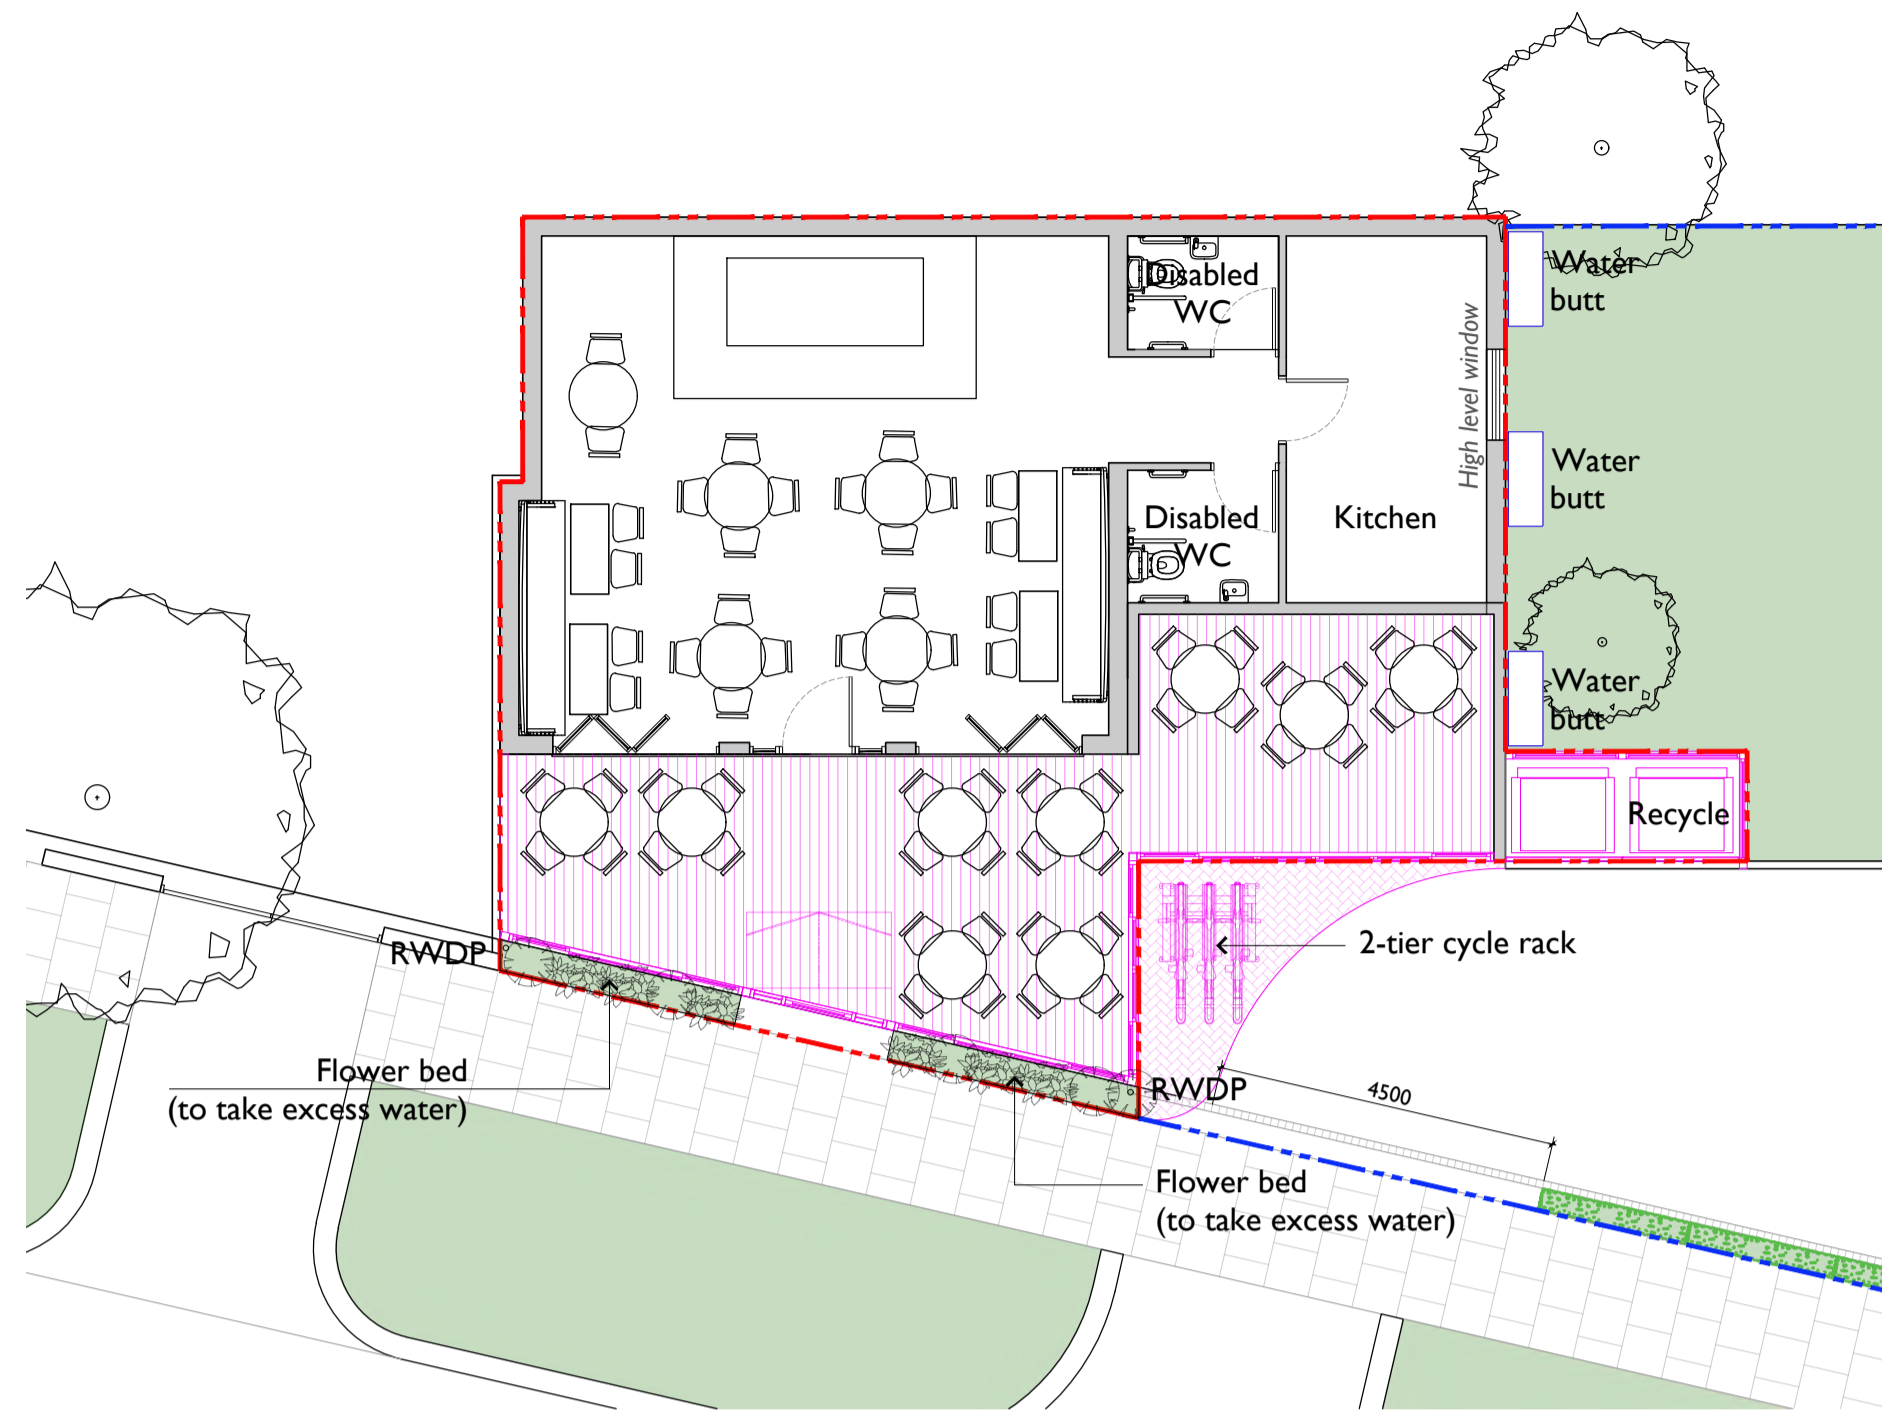 Disabled
WC
Water
butt
High level window
Water
butt
Disabled
WC
Kitchen
Water
butt
Recycle
RWDP
2-tier cycle rack
Flower bed
(to take excess water)
RWDP
4500
Flower bed
(to take excess water)